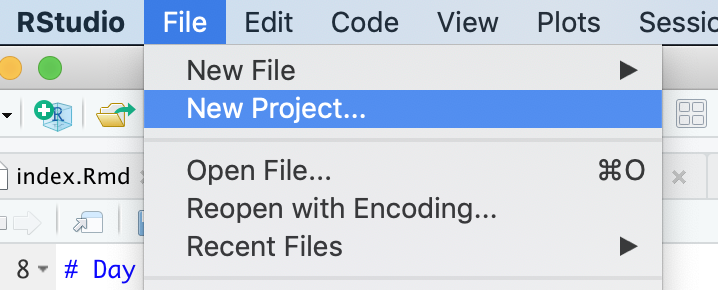 RStudio File Edit Code View Plots Sessio
New File
New Project...
R
index.Rmd
Open File... ⌘O
Reopen with Encoding...
Recent Files
8 # Day